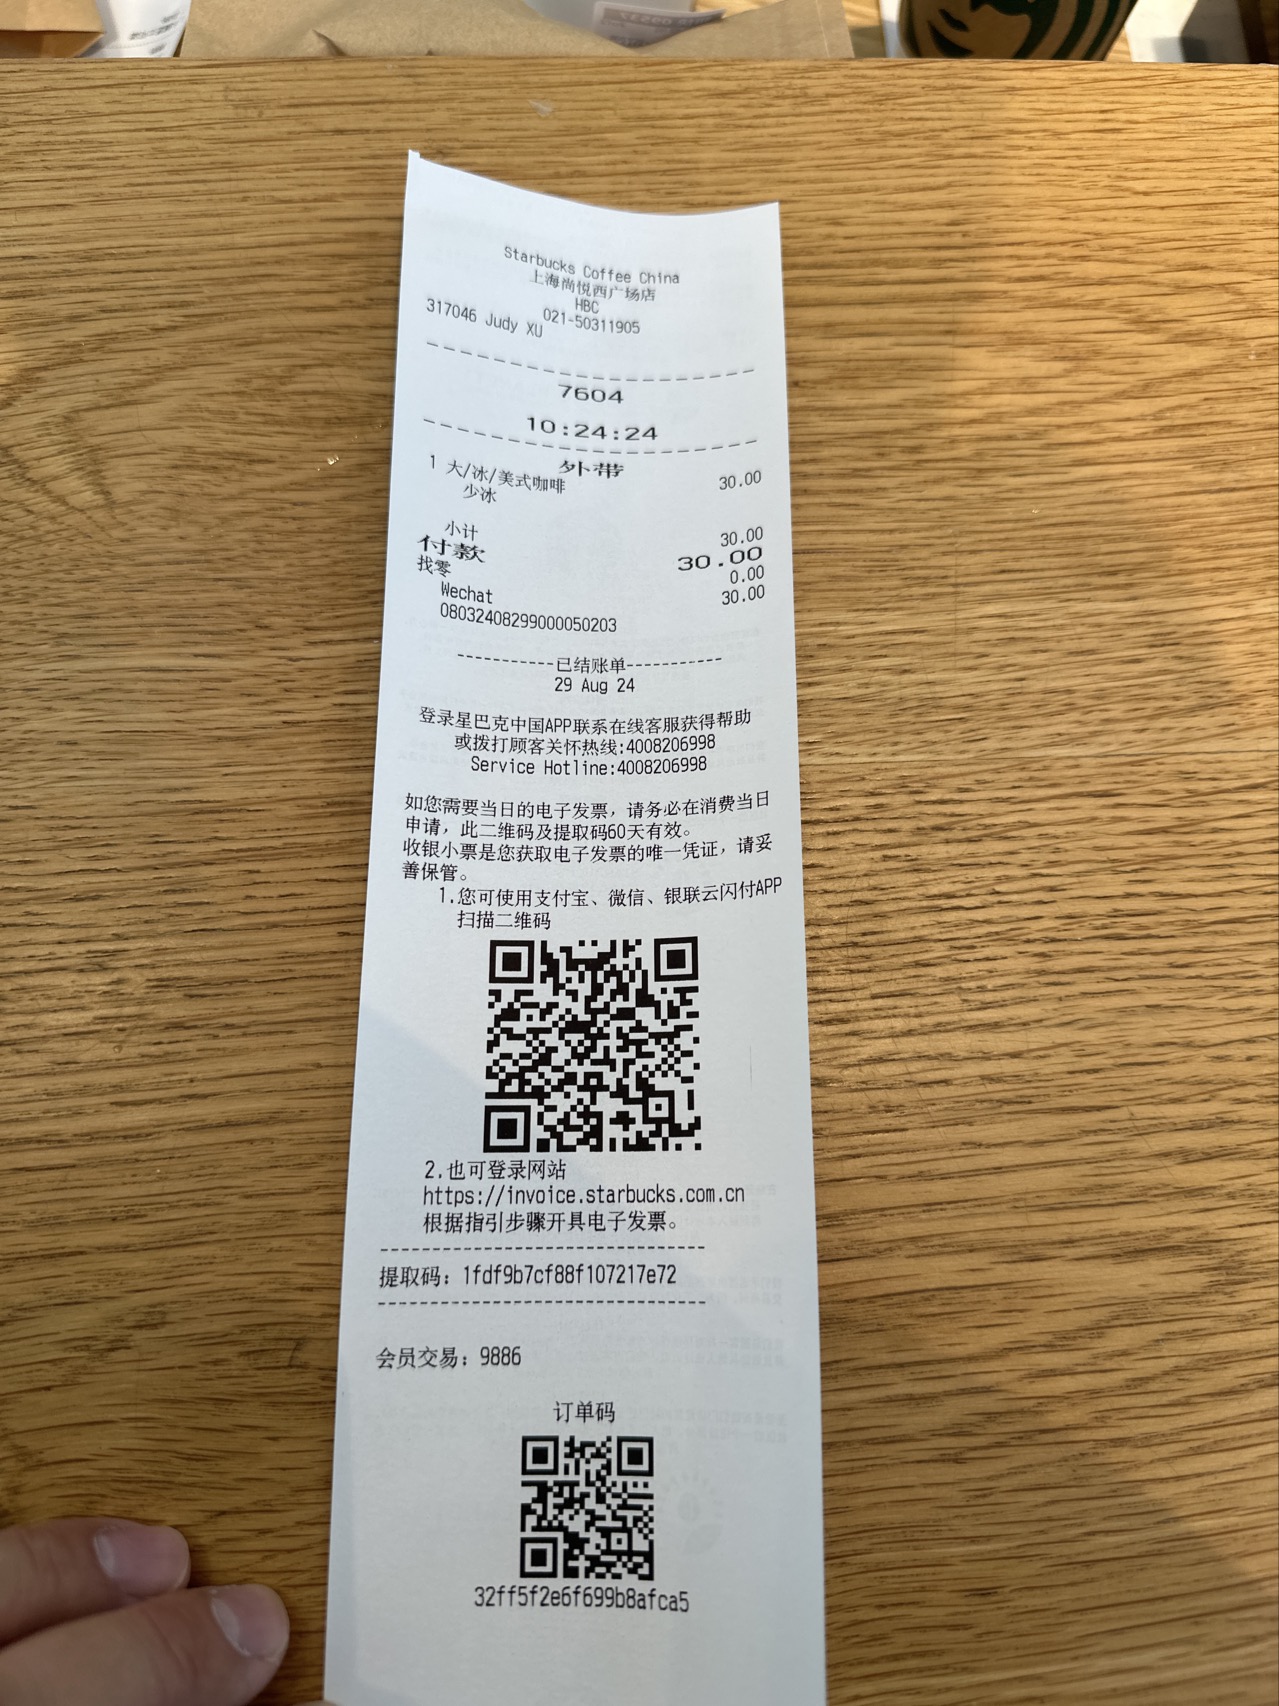 Starbucks Coffee China
上海尚悦西广场店
HBC
021-50311905
317046 Judy XU
7604
10:24:24
外带
1 大/冰/美式咖啡 30.00
少冰
小计 30.00
付款 30.00
找零 0.00
Wechat 30.00
08032408299000050203
-----------已结账单-----------
29 Aug 24
登录星巴克中国APP联系在线客服获得帮助
或拨打顾客关怀热线:4008206998
Service Hotline:4008206998
如您需要当日的电子发票，请务必在消费当日
申请，此二维码及提取码60天有效。
收银小票是您获取电子发票的唯一凭证，请妥
善保管。
1.您可使用支付宝、微信、银联云闪付APP
扫描二维码
2.也可登录网站
https://invoice.starbucks.com.cn
根据指引步骤开具电子发票。
提取码：1fdf9b7cf88f107217e72
会员交易：9886
订单码
32ff5f2e6f699b8afca5